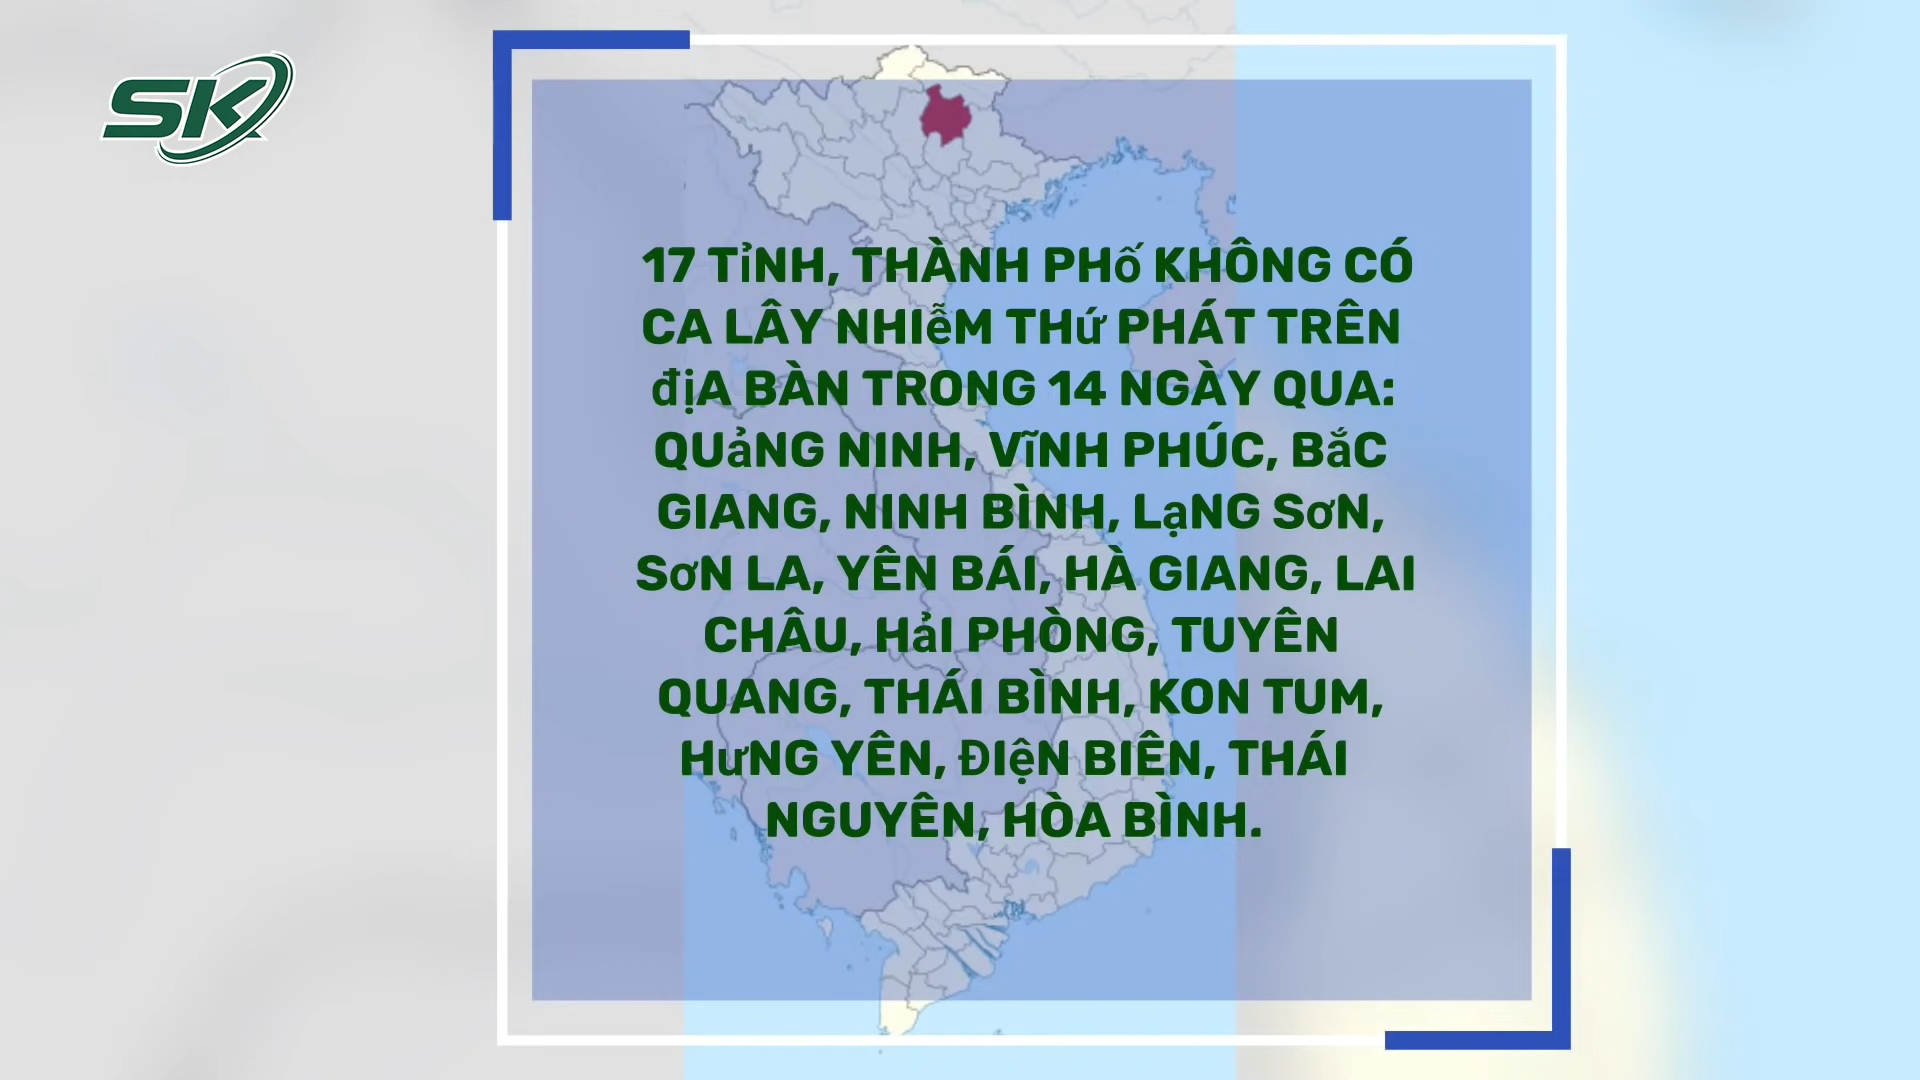 SK
17 TỉNH, THÀNH PHố KHÔNG CÓ
CA LÂY NHIễM THứ PHÁT TRÊN
địA BÀN TRONG 14 NGÀY QUA:
QUảNG NINH, VĩNH PHÚC, BắC
GIANG, NINH BÌNH, LạNG SơN,
SơN LA, YÊN BÁI, HÀ GIANG, LAI
CHÂU, HảI PHÒNG, TUYÊN
QUANG, THÁI BÌNH, KON TUM,
HưNG YÊN, ĐIệN BIÊN, THÁI
NGUYÊN, HÒA BÌNH.